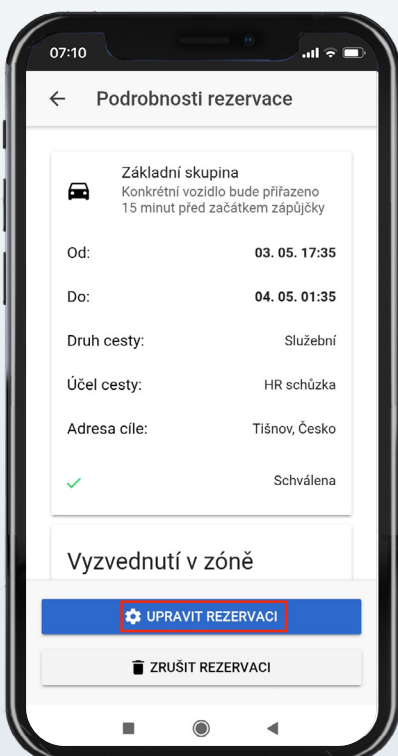 07:10
Podrobnosti rezervace
Základní skupina
Konkrétní vozidlo bude přiřazeno
15 minut před začátkem zápůjčky
Od: 03. 05. 17:35
Do: 04. 05. 01:35
Druh cesty: Služební
Účel cesty: HR schůzka
Adresa cíle: Tišnov, Česko
Schválena
Vyzvednutí v zóně
UPRAVIT REZERVACI
ZRUŠIT REZERVACI